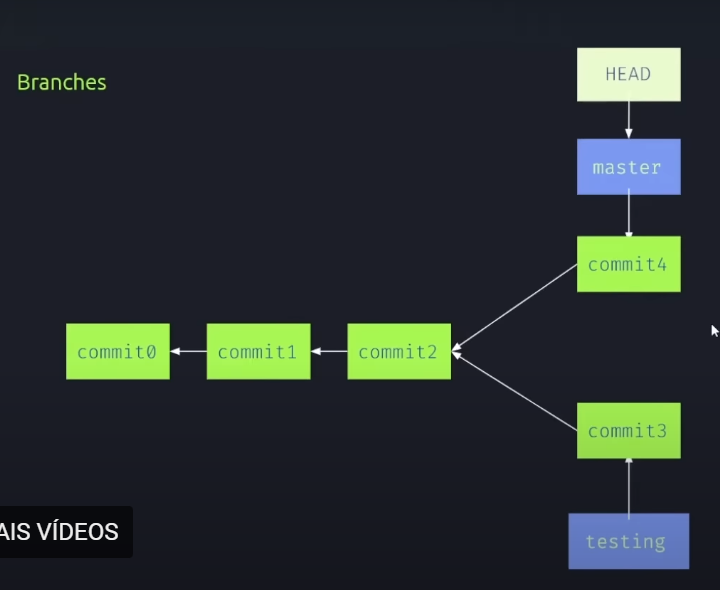 Branches
HEAD
master
commit4
commit0
commit1
commit2
commit3
AIS VÍDEOS
testing